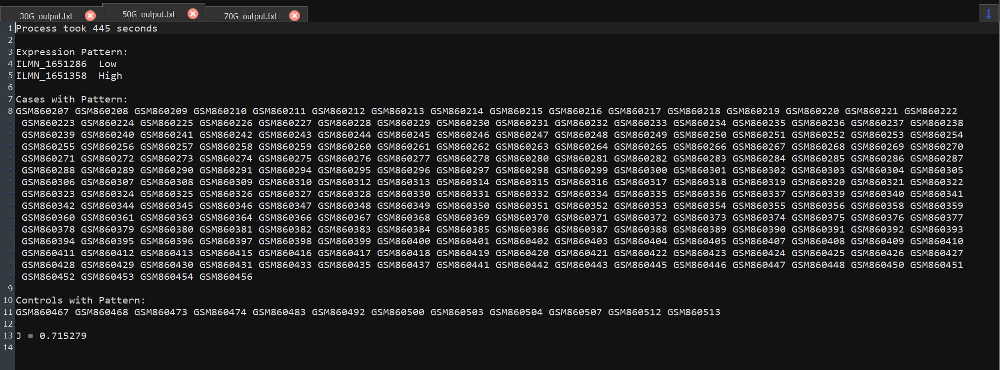 30G_output.txt
50G_output.txt
70G_output.txt
1 Process took 445 seconds
2
3 Expression Pattern:
4 ILMN_1651286  Low
5 ILMN_1651358  High
6
7 Cases with Pattern:
8 GSM860207 GSM860208 GSM860209 GSM860210 GSM860211 GSM860212 GSM860213 GSM860214 GSM860215 GSM860216 GSM860217 GSM860218 GSM860219 GSM860220 GSM860221 GSM860222
GSM860223 GSM860224 GSM860225 GSM860226 GSM860227 GSM860228 GSM860229 GSM860230 GSM860231 GSM860232 GSM860233 GSM860234 GSM860235 GSM860236 GSM860237 GSM860238
GSM860239 GSM860240 GSM860241 GSM860242 GSM860243 GSM860244 GSM860245 GSM860246 GSM860247 GSM860248 GSM860249 GSM860250 GSM860251 GSM860252 GSM860253 GSM860254
GSM860255 GSM860256 GSM860257 GSM860258 GSM860259 GSM860260 GSM860261 GSM860262 GSM860263 GSM860264 GSM860265 GSM860266 GSM860267 GSM860268 GSM860269 GSM860270
GSM860271 GSM860272 GSM860273 GSM860274 GSM860275 GSM860276 GSM860277 GSM860278 GSM860280 GSM860281 GSM860282 GSM860283 GSM860284 GSM860285 GSM860286 GSM860287
GSM860288 GSM860289 GSM860290 GSM860291 GSM860294 GSM860295 GSM860296 GSM860297 GSM860298 GSM860299 GSM860300 GSM860301 GSM860302 GSM860303 GSM860304 GSM860305
GSM860306 GSM860307 GSM860308 GSM860309 GSM860310 GSM860312 GSM860313 GSM860314 GSM860315 GSM860316 GSM860317 GSM860318 GSM860319 GSM860320 GSM860321 GSM860322
GSM860323 GSM860324 GSM860325 GSM860326 GSM860327 GSM860328 GSM860330 GSM860331 GSM860332 GSM860334 GSM860335 GSM860336 GSM860337 GSM860339 GSM860340 GSM860341
GSM860342 GSM860344 GSM860345 GSM860346 GSM860347 GSM860348 GSM860349 GSM860350 GSM860351 GSM860352 GSM860353 GSM860354 GSM860355 GSM860356 GSM860358 GSM860359
GSM860360 GSM860361 GSM860363 GSM860364 GSM860366 GSM860367 GSM860368 GSM860369 GSM860370 GSM860371 GSM860372 GSM860373 GSM860374 GSM860375 GSM860376 GSM860377
GSM860378 GSM860379 GSM860380 GSM860381 GSM860382 GSM860383 GSM860384 GSM860385 GSM860386 GSM860387 GSM860388 GSM860389 GSM860390 GSM860391 GSM860392 GSM860393
GSM860394 GSM860395 GSM860396 GSM860397 GSM860398 GSM860399 GSM860400 GSM860401 GSM860402 GSM860403 GSM860404 GSM860405 GSM860407 GSM860408 GSM860409 GSM860410
GSM860411 GSM860412 GSM860413 GSM860415 GSM860416 GSM860417 GSM860418 GSM860419 GSM860420 GSM860421 GSM860422 GSM860423 GSM860424 GSM860425 GSM860426 GSM860427
GSM860428 GSM860429 GSM860430 GSM860431 GSM860433 GSM860435 GSM860437 GSM860441 GSM860442 GSM860443 GSM860445 GSM860446 GSM860447 GSM860448 GSM860450 GSM860451
GSM860452 GSM860453 GSM860454 GSM860456
9
10 Controls with Pattern:
11 GSM860467 GSM860468 GSM860473 GSM860474 GSM860483 GSM860492 GSM860500 GSM860503 GSM860504 GSM860507 GSM860512 GSM860513
12
13 J = 0.715279
14